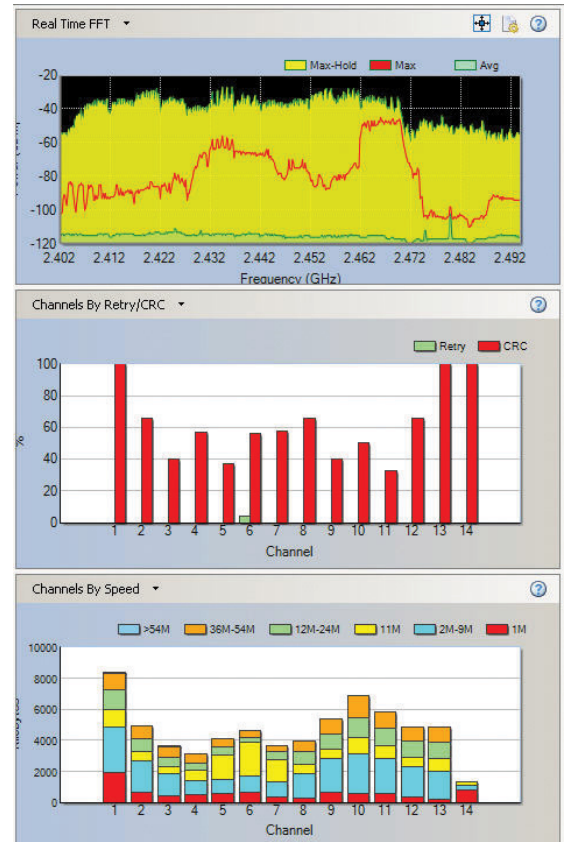 Real Time FFT
Max-Hold Max Avg
-20
-40
-60
-80
-100
-120
2.402 2.412 2.422 2.432 2.442 2.452 2.462 2.472 2.482 2.492
Frequency (GHz)
Channels By Retry/CRC
Retry CRC
100
80
60
40
20
0
%
1 2 3 4 5 6 7 8 9 10 11 12 13 14
Channel
Channels By Speed
>54M 36M-54M 12M-24M 11M 2M-9M 1M
10000
8000
6000
4000
2000
0
1 2 3 4 5 6 7 8 9 10 11 12 13 14
Channel